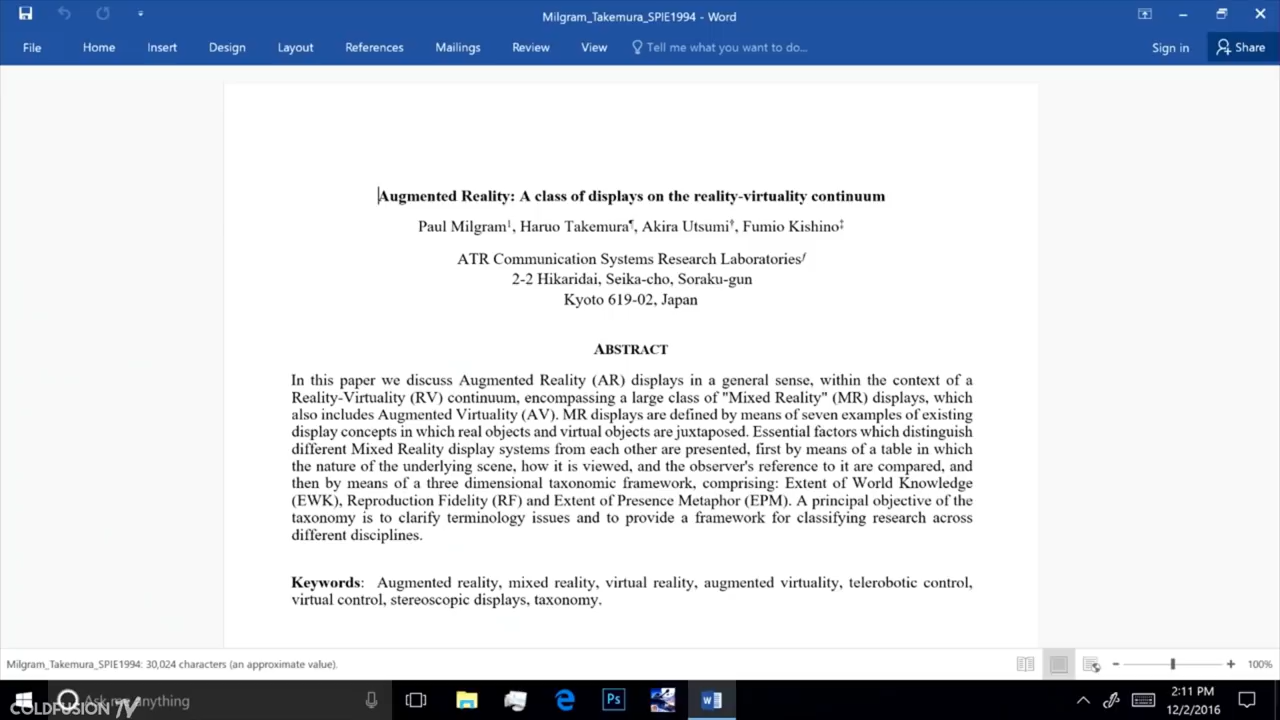 Milgram_Takemura_SPIE1994 - Word
File Home Insert Design Layout References Mailings Review View Tell me what you want to do... Sign in Share
Augmented Reality: A class of displays on the reality-virtuality continuum
Paul Milgram¹, Haruo Takemura¶, Akira Utsumi†, Fumio Kishino‡
ATR Communication Systems Research Laboratories∫
2-2 Hikaridai, Seika-cho, Soraku-gun
Kyoto 619-02, Japan
ABSTRACT
In this paper we discuss Augmented Reality (AR) displays in a general sense, within the context of a
Reality-Virtuality (RV) continuum, encompassing a large class of "Mixed Reality" (MR) displays, which
also includes Augmented Virtuality (AV). MR displays are defined by means of seven examples of existing
display concepts in which real objects and virtual objects are juxtaposed. Essential factors which distinguish
different Mixed Reality display systems from each other are presented, first by means of a table in which
the nature of the underlying scene, how it is viewed, and the observer's reference to it are compared, and
then by means of a three dimensional taxonomic framework, comprising: Extent of World Knowledge
(EWK), Reproduction Fidelity (RF) and Extent of Presence Metaphor (EPM). A principal objective of the
taxonomy is to clarify terminology issues and to provide a framework for classifying research across
different disciplines.
Keywords: Augmented reality, mixed reality, virtual reality, augmented virtuality, telerobotic control,
virtual control, stereoscopic displays, taxonomy.
Milgram_Takemura_SPIE1994: 30,024 characters (an approximate value).
100%
Ask me anything
Ps
2:11 PM
12/2/2016
COLDFUSION TV